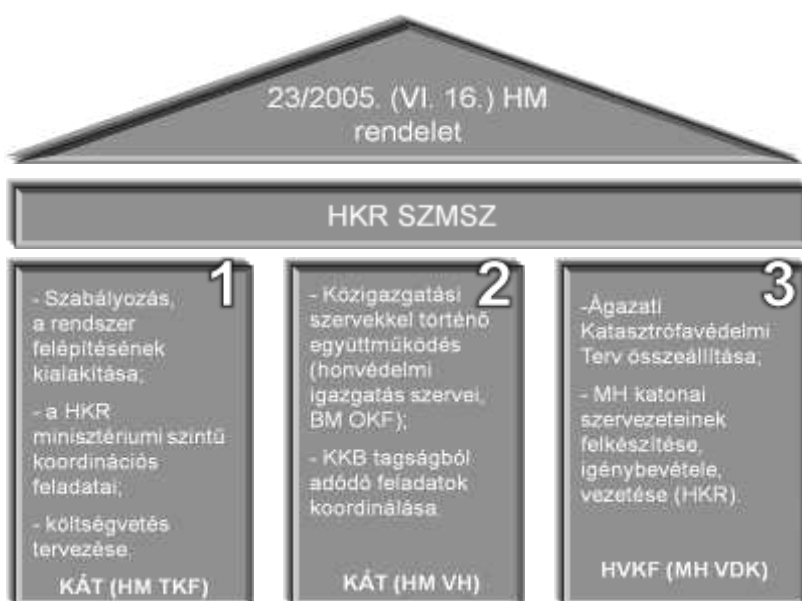 23/2005. (VI. 16.) HM
rendelet
HKR SZMSZ
1
- Szabályozás,
a rendszer
felépítésének
kialakítása;
- a HKR
minisztériumi szintű
koordinációs
feladatai;
- költségvetés
tervezése.
KÁT (HM TKF)
2
- Közigazgatási
szervekkel történő
együttműködés
(honvédelmi
igazgatás szervei,
BM OKF);
- KKB tagságból
adódó feladatok
koordinálása.
KÁT (HM VH)
3
-Ágazati
Katasztrófavédelmi
Terv összeállítása;
- MH katonai
szervezeteinek
felkészítése,
igénybevétele,
vezetése (HKR).
HVKF (MH VDK)